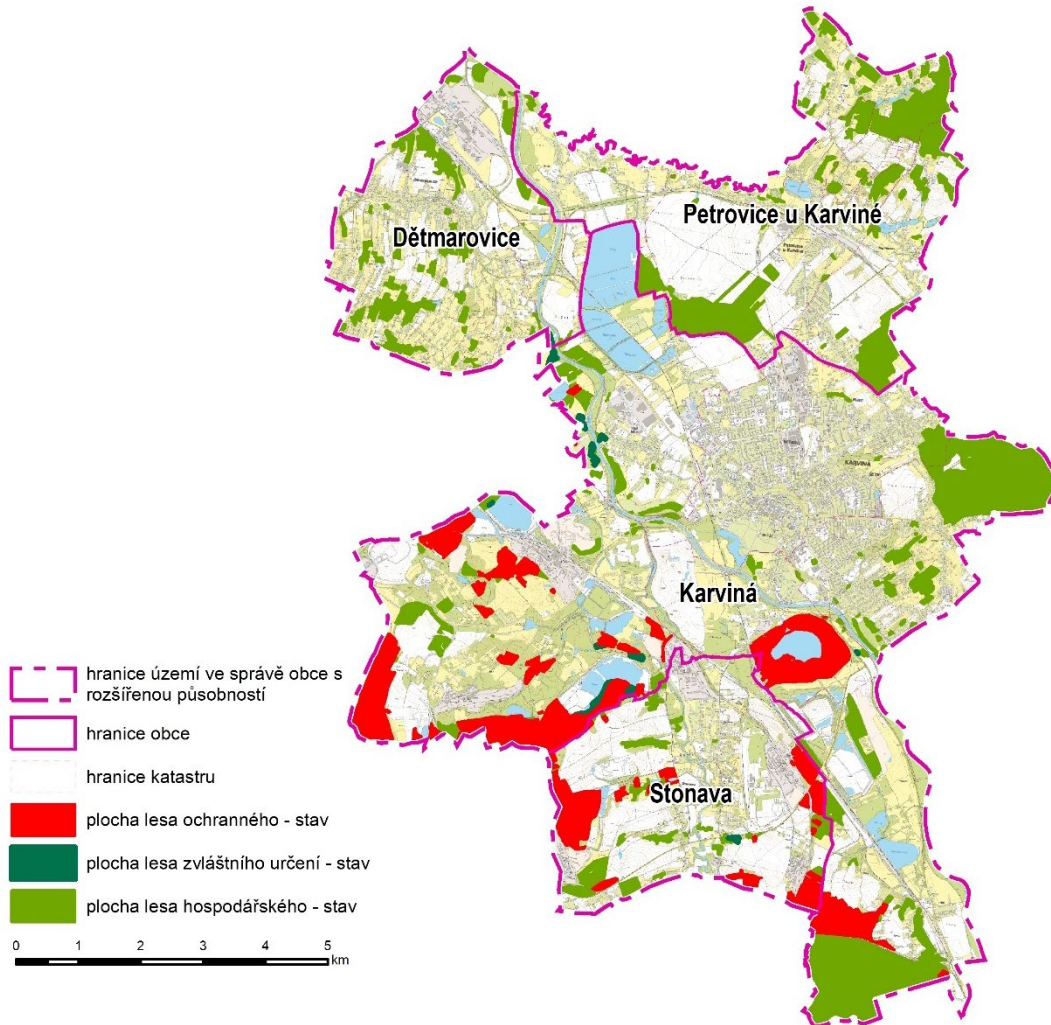 Petrovice u Karviné
Dětmarovice
KARVINÁ
Karviná
Stonava
hranice území ve správě obce s
rozšířenou působností
hranice obce
hranice katastru
plocha lesa ochranného - stav
plocha lesa zvláštního určení - stav
plocha lesa hospodářského - stav
0 1 2 3 4 5
km